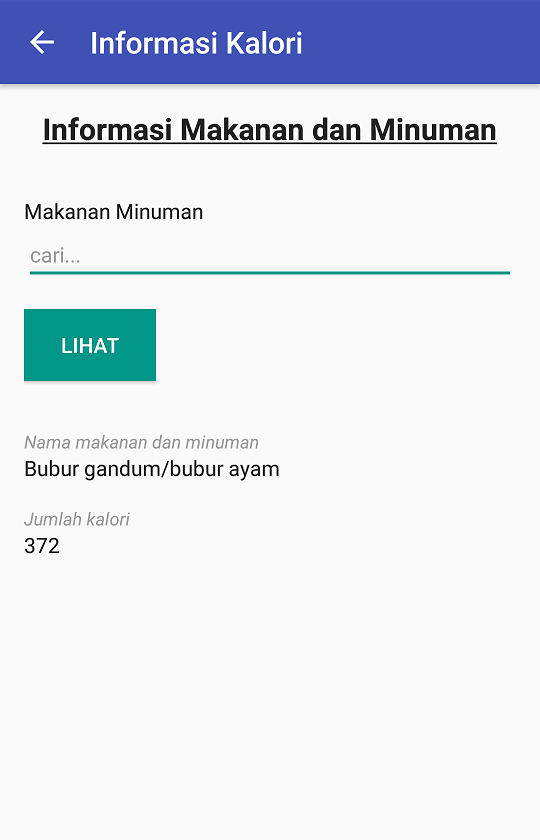 Informasi Kalori
Informasi Makanan dan Minuman
Makanan Minuman
cari...
LIHAT
Nama makanan dan minuman
Bubur gandum/bubur ayam
Jumlah kalori
372